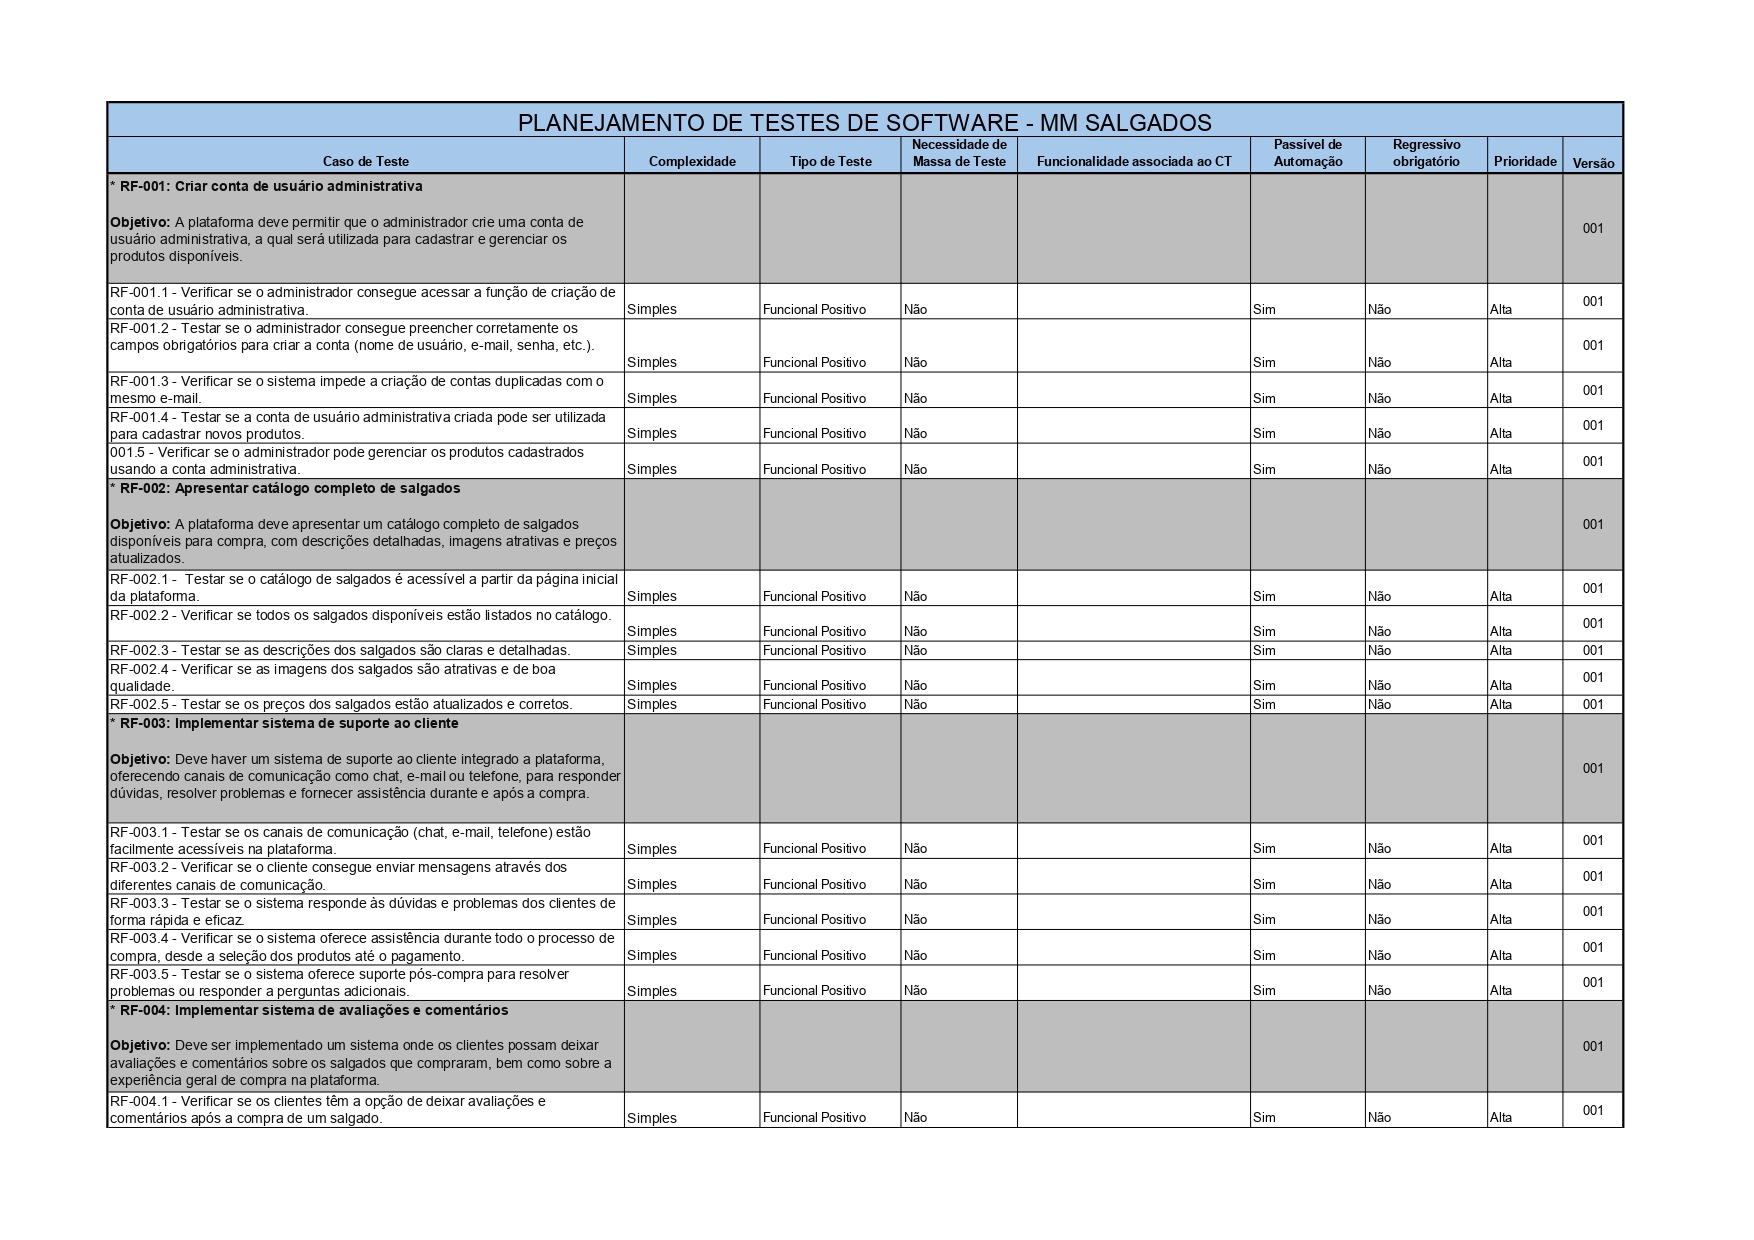 PLANEJAMENTO DE TESTES DE SOFTWARE - MM SALGADOS
Caso de Teste Complexidade Tipo de Teste Necessidade de Massa de Teste Funcionalidade associada ao CT Passível de Automação Regressivo obrigatório Prioridade Versão
* RF-001: Criar conta de usuário administrativa
Objetivo: A plataforma deve permitir que o administrador crie uma conta de
usuário administrativa, a qual será utilizada para cadastrar e gerenciar os
produtos disponíveis.
001
RF-001.1 - Verificar se o administrador consegue acessar a função de criação de
conta de usuário administrativa.
Simples Funcional Positivo Não Sim Não Alta 001
RF-001.2 - Testar se o administrador consegue preencher corretamente os
campos obrigatórios para criar a conta (nome de usuário, e-mail, senha, etc.).
Simples Funcional Positivo Não Sim Não Alta 001
RF-001.3 - Verificar se o sistema impede a criação de contas duplicadas com o
mesmo e-mail.
Simples Funcional Positivo Não Sim Não Alta 001
RF-001.4 - Testar se a conta de usuário administrativa criada pode ser utilizada
para cadastrar novos produtos.
Simples Funcional Positivo Não Sim Não Alta 001
001.5 - Verificar se o administrador pode gerenciar os produtos cadastrados
usando a conta administrativa.
Simples Funcional Positivo Não Sim Não Alta 001
* RF-002: Apresentar catálogo completo de salgados
Objetivo: A plataforma deve apresentar um catálogo completo de salgados
disponíveis para compra, com descrições detalhadas, imagens atrativas e preços
atualizados.
001
RF-002.1 -  Testar se o catálogo de salgados é acessível a partir da página inicial
da plataforma.
Simples Funcional Positivo Não Sim Não Alta 001
RF-002.2 - Verificar se todos os salgados disponíveis estão listados no catálogo.
Simples Funcional Positivo Não Sim Não Alta 001
RF-002.3 - Testar se as descrições dos salgados são claras e detalhadas. Simples Funcional Positivo Não Sim Não Alta 001
RF-002.4 - Verificar se as imagens dos salgados são atrativas e de boa
qualidade.
Simples Funcional Positivo Não Sim Não Alta 001
RF-002.5 - Testar se os preços dos salgados estão atualizados e corretos. Simples Funcional Positivo Não Sim Não Alta 001
* RF-003: Implementar sistema de suporte ao cliente
Objetivo: Deve haver um sistema de suporte ao cliente integrado a plataforma,
oferecendo canais de comunicação como chat, e-mail ou telefone, para responder
dúvidas, resolver problemas e fornecer assistência durante e após a compra.
001
RF-003.1 - Testar se os canais de comunicação (chat, e-mail, telefone) estão
facilmente acessíveis na plataforma.
Simples Funcional Positivo Não Sim Não Alta 001
RF-003.2 - Verificar se o cliente consegue enviar mensagens através dos
diferentes canais de comunicação.
Simples Funcional Positivo Não Sim Não Alta 001
RF-003.3 - Testar se o sistema responde às dúvidas e problemas dos clientes de
forma rápida e eficaz.
Simples Funcional Positivo Não Sim Não Alta 001
RF-003.4 - Verificar se o sistema oferece assistência durante todo o processo de
compra, desde a seleção dos produtos até o pagamento.
Simples Funcional Positivo Não Sim Não Alta 001
RF-003.5 - Testar se o sistema oferece suporte pós-compra para resolver
problemas ou responder a perguntas adicionais.
Simples Funcional Positivo Não Sim Não Alta 001
* RF-004: Implementar sistema de avaliações e comentários
Objetivo: Deve ser implementado um sistema onde os clientes possam deixar
avaliações e comentários sobre os salgados que compraram, bem como sobre a
experiência geral de compra na plataforma.
001
RF-004.1 - Verificar se os clientes têm a opção de deixar avaliações e
comentários após a compra de um salgado.
Simples Funcional Positivo Não Sim Não Alta 001